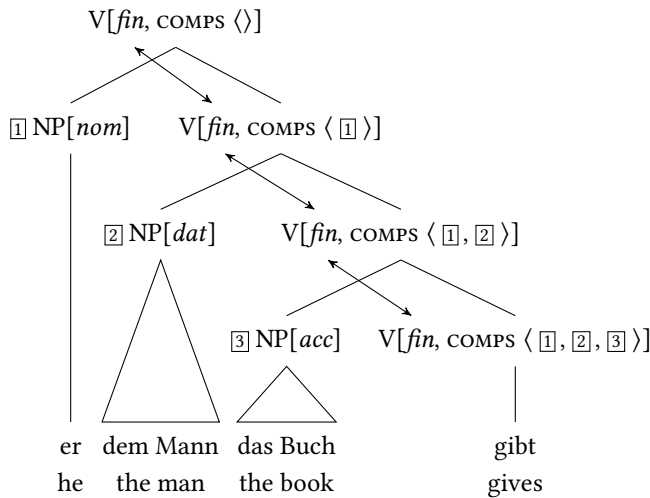 V[fin, COMPS ⟨⟩]
1 NP[nom] V[fin, COMPS ⟨ 1 ⟩]
2 NP[dat] V[fin, COMPS ⟨ 1 , 2 ⟩]
3 NP[acc] V[fin, COMPS ⟨ 1 , 2 , 3 ⟩]
er dem Mann das Buch gibt
he the man the book gives